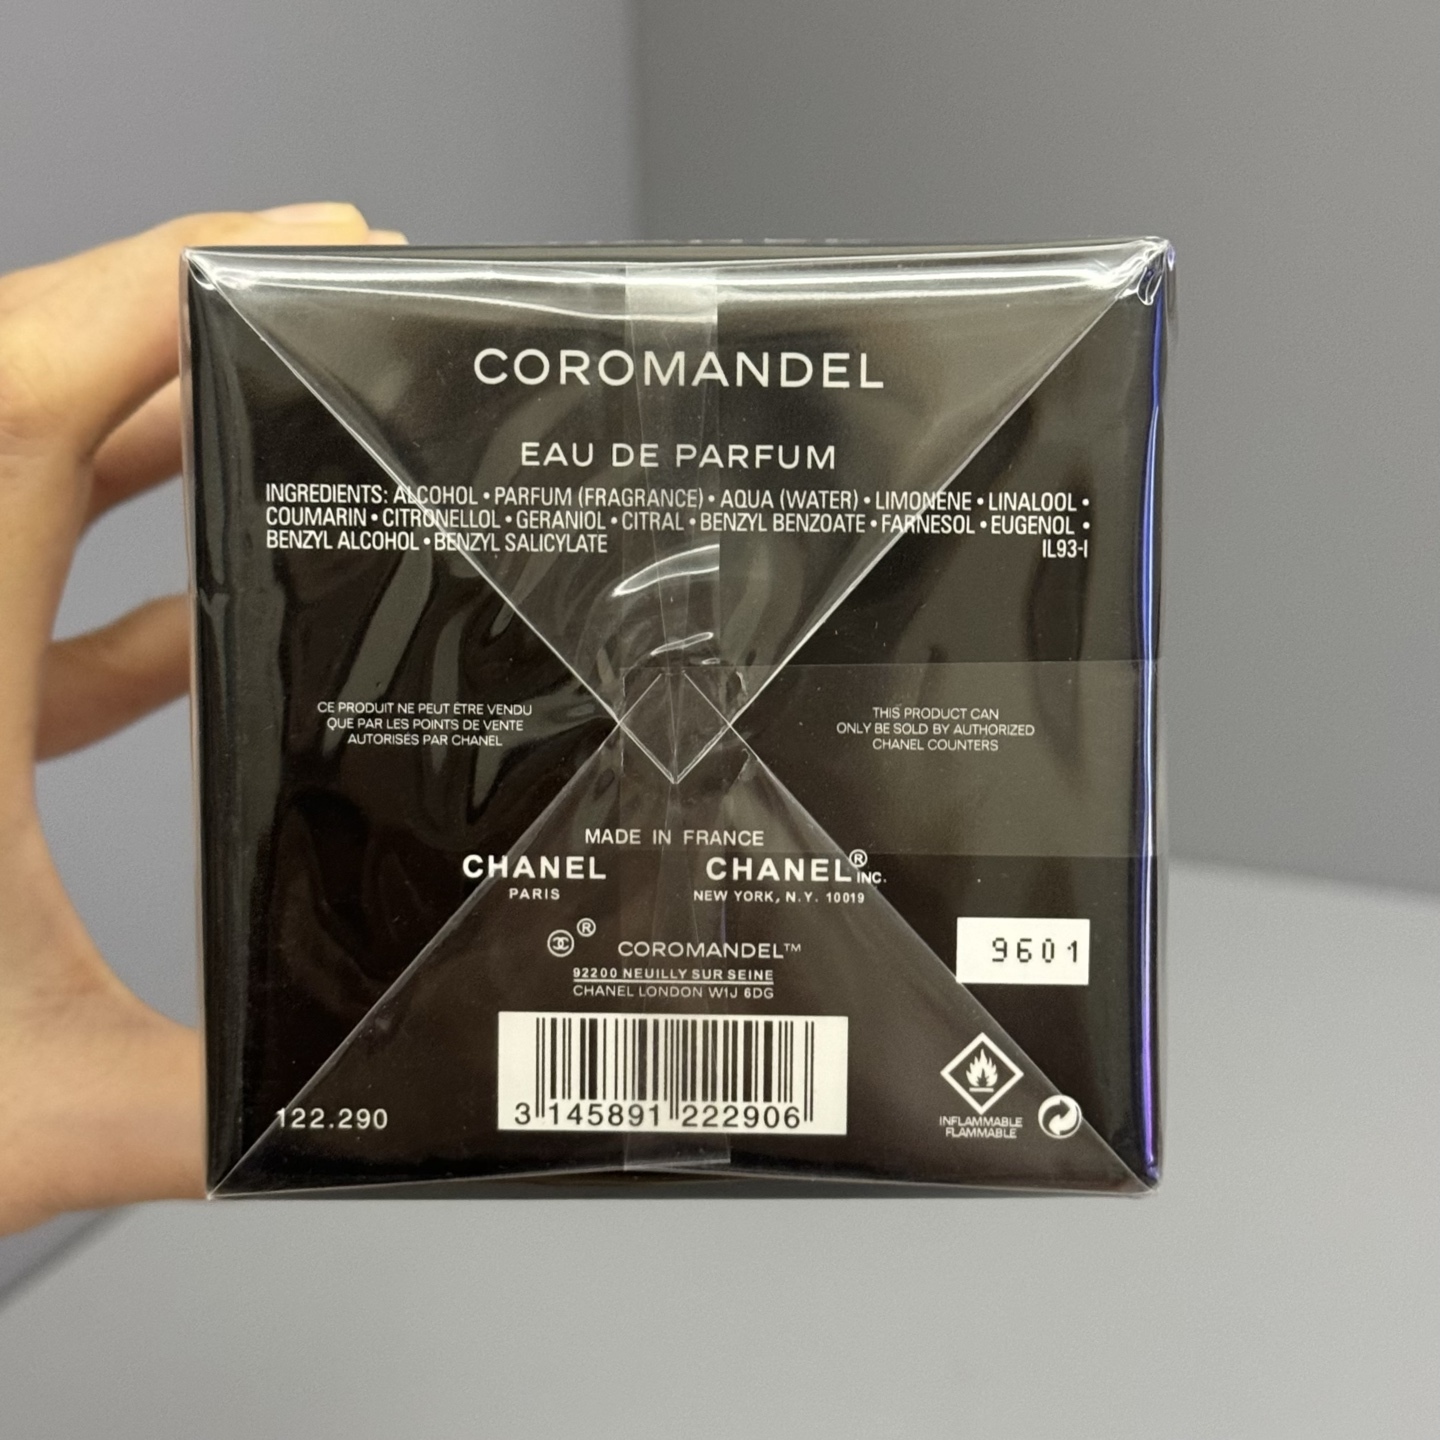 COROMANDEL
EAU DE PARFUM
INGREDIENTS: ALCOHOL • PARFUM (FRAGRANCE) • AQUA (WATER) • LIMONENE • LINALOOL •
COUMARIN • CITRONELLOL • GERANIOL • CITRAL • BENZYL BENZOATE • FARNESOL • EUGENOL •
BENZYL ALCOHOL • BENZYL SALICYLATE IL93-I
CE PRODUIT NE PEUT ETRE VENDU
QUE PAR LES POINTS DE VENTE
AUTORISÉS PAR CHANEL
THIS PRODUCT CAN
ONLY BE SOLD BY AUTHORIZED
CHANEL COUNTERS
MADE IN FRANCE
CHANEL
PARIS
CHANEL® INC.
NEW YORK, N.Y. 10019
® COROMANDEL™
92200 NEUILLY SUR SEINE
CHANEL LONDON W1J 6DG
9601
3 145891 222906
122.290
INFLAMMABLE
FLAMMABLE